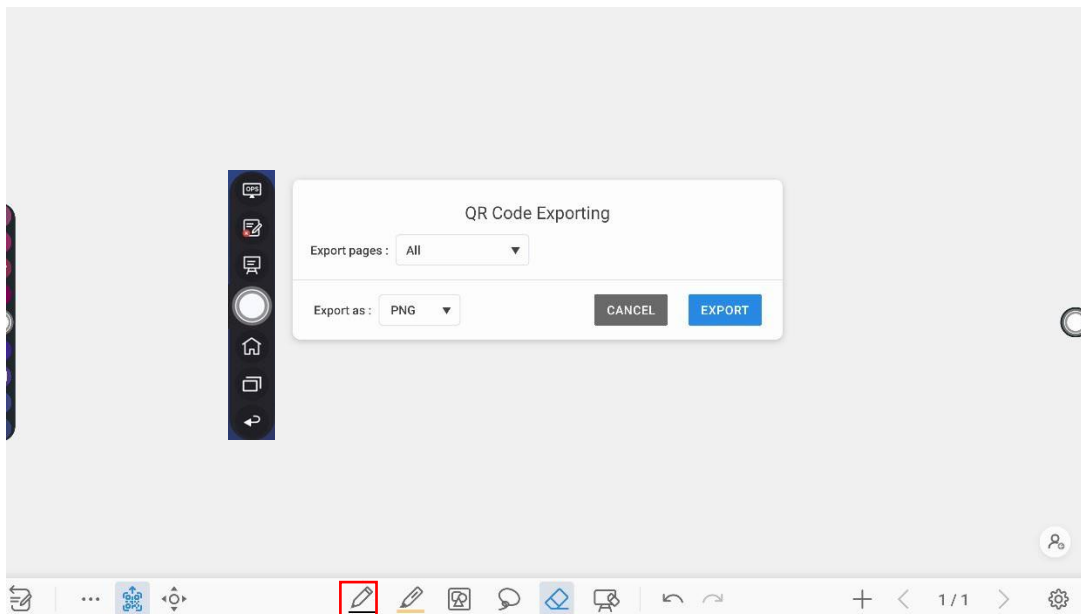 OPS
QR Code Exporting
Export pages : All
Export as : PNG CANCEL EXPORT
1 / 1